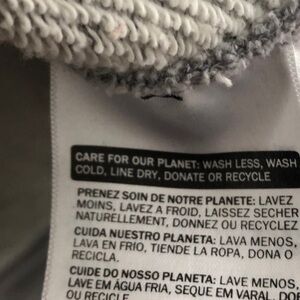 CARE FOR OUR PLANET: WASH LESS, WASH
COLD, LINE DRY, DONATE OR RECYCLE
PRENEZ SOIN DE NOTRE PLANETE: LAVEZ
MOINS, LAVEZ A FROID, LAISSEZ SECHER
NATURELLEMENT, DONNEZ OU RECYCLEZ
CUIDA NUESTRO PLANETA: LAVA MENOS,
LAVA EN FRIO, TIENDE LA ROPA, DONA O
RECICLA.
CUIDE DO NOSSO PLANETA: LAVE MENOS,
LAVE EM ÁGUA FRIA, SEQUE EM VARAL, DOE
OU RECICLE